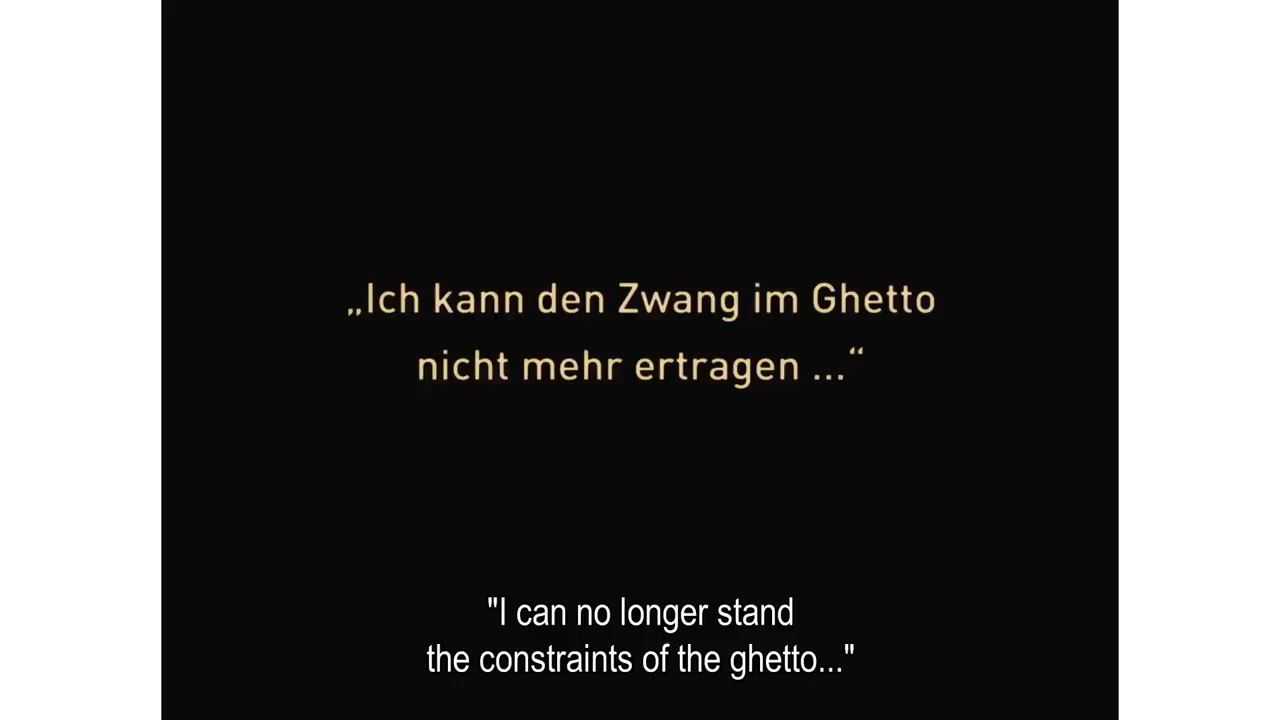 „Ich kann den Zwang im Ghetto
nicht mehr ertragen ...“
"I can no longer stand
the constraints of the ghetto..."